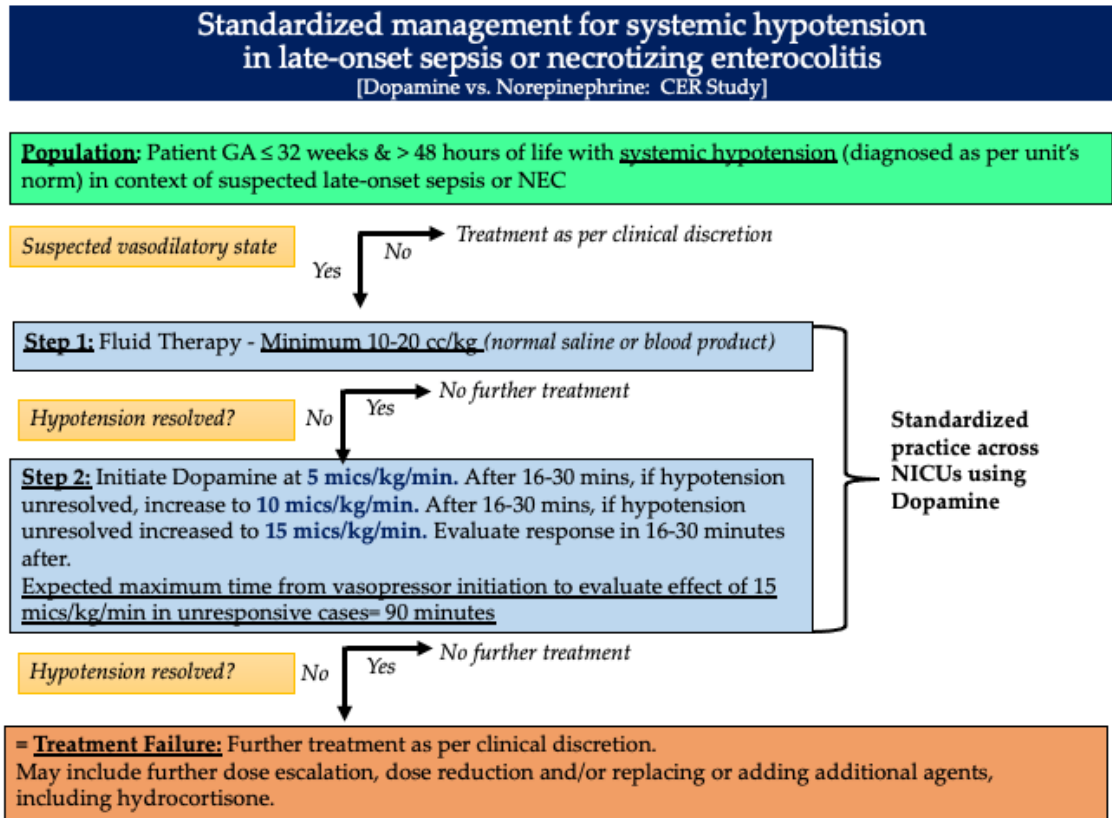 Standardized management for systemic hypotension
in late-onset sepsis or necrotizing enterocolitis
[Dopamine vs. Norepinephrine: CER Study]
Population: Patient GA ≤ 32 weeks & > 48 hours of life with systemic hypotension (diagnosed as per unit's
norm) in context of suspected late-onset sepsis or NEC
Suspected vasodilatory state
No
Treatment as per clinical discretion
Yes
Step 1: Fluid Therapy - Minimum 10-20 cc/kg (normal saline or blood product)
Hypotension resolved?
No
Yes
No further treatment
Step 2: Initiate Dopamine at 5 mics/kg/min. After 16-30 mins, if hypotension
unresolved, increase to 10 mics/kg/min. After 16-30 mins, if hypotension
unresolved increased to 15 mics/kg/min. Evaluate response in 16-30 minutes
after.
Expected maximum time from vasopressor initiation to evaluate effect of 15
mics/kg/min in unresponsive cases= 90 minutes
Standardized
practice across
NICUs using
Dopamine
Hypotension resolved?
No
Yes
No further treatment
= Treatment Failure: Further treatment as per clinical discretion.
May include further dose escalation, dose reduction and/or replacing or adding additional agents,
including hydrocortisone.